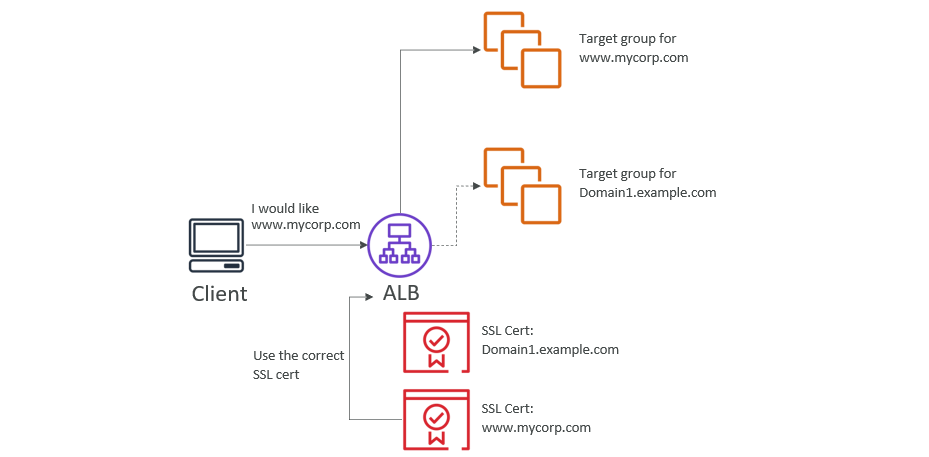 Target group for
www.mycorp.com
Target group for
Domain1.example.com
I would like
www.mycorp.com
Client
ALB
SSL Cert:
Domain1.example.com
Use the correct
SSL cert
SSL Cert:
www.mycorp.com